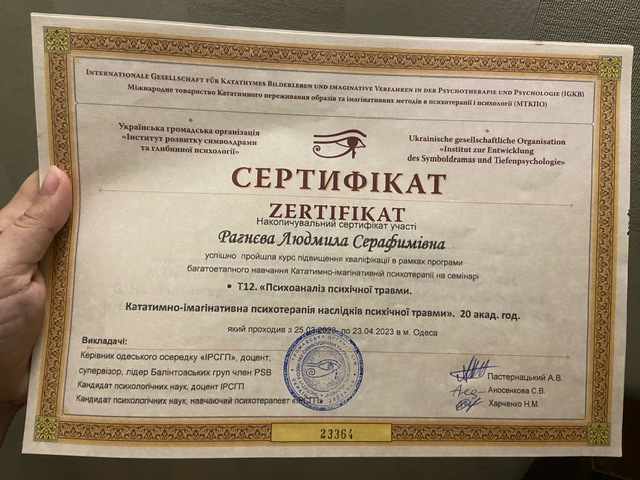 Internationale Gesellschaft für Katathymes Bilderleben und imaginative Verfahren in der Psychotherapie und Psychologie (IGKB)
Міжнародне товариство Кататимного переживання образів та імагінативних методів в психотерапії і психології (МТКПО)
Українська громадська організація
«Інститут розвитку символдрами
та глибинної психології»
Ukrainische gesellschaftliche Organisation
«Institut zur Entwicklung
des Symboldramas und Tiefenpsychologie»
СЕРТИФІКАТ
ZERTIFIKAT
Накопичувальний сертифікат участі
Рагнєва Людмила Серафимівна
успішно пройшла курс підвищення кваліфікації в рамках програми
багатоетапного навчання Кататимно-імагінативній психотерапії на семінарі
• Т12. «Психоаналіз психічної травми.
Кататимно-імагінативна психотерапія наслідків психічної травми». 20 акад. год.
який проходив з 25.03.2023 по 23.04.2023 в м. Одеса
Викладачі:
Керівник одеського осередку «ІРСГП», доцент,
супервізор, лідер Балінтовських груп член PSB
Кандидат психологічних наук, доцент ІРСГП
Кандидат психологічних наук, навчаючий психотерапевт «ІРСГП»
Пастернацький А.В.
Аносенкова С.В.
Харченко Н.М.
23364